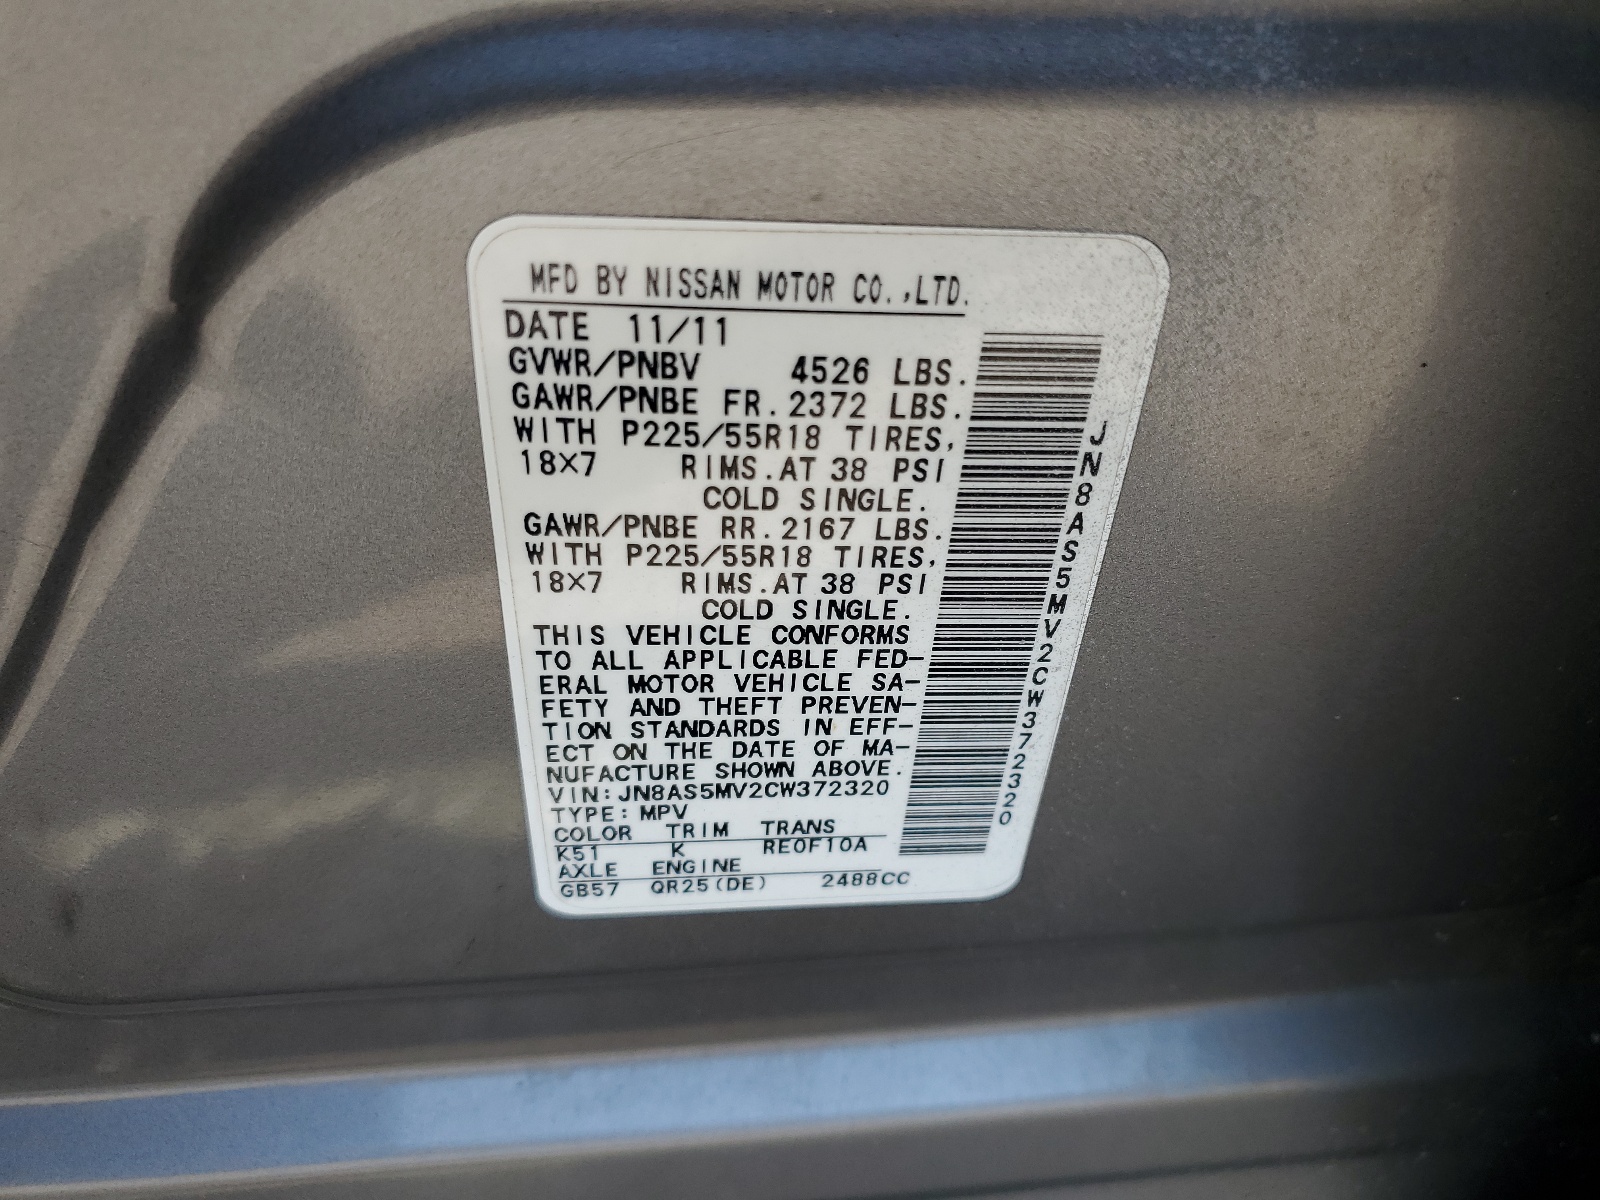 MFD BY NISSAN MOTOR CO.,LTD.
DATE 11/11
GVWR/PNBV 4526 LBS.
GAWR/PNBE FR. 2372 LBS.
WITH P225/55R18 TIRES,
18×7 RIMS.AT 38 PSI
COLD SINGLE.
GAWR/PNBE RR. 2167 LBS.
WITH P225/55R18 TIRES,
18×7 RIMS.AT 38 PSI
COLD SINGLE.
THIS VEHICLE CONFORMS
TO ALL APPLICABLE FED-
ERAL MOTOR VEHICLE SA-
FETY AND THEFT PREVEN-
TION STANDARDS IN EFF-
ECT ON THE DATE OF MA-
NUFACTURE SHOWN ABOVE.
VIN:JN8AS5MV2CW372320
TYPE: MPV
COLOR TRIM TRANS
K51 K RE0F10A
AXLE ENGINE
GB57 QR25(DE) 2488CC
JN8AS5MV2CW372320